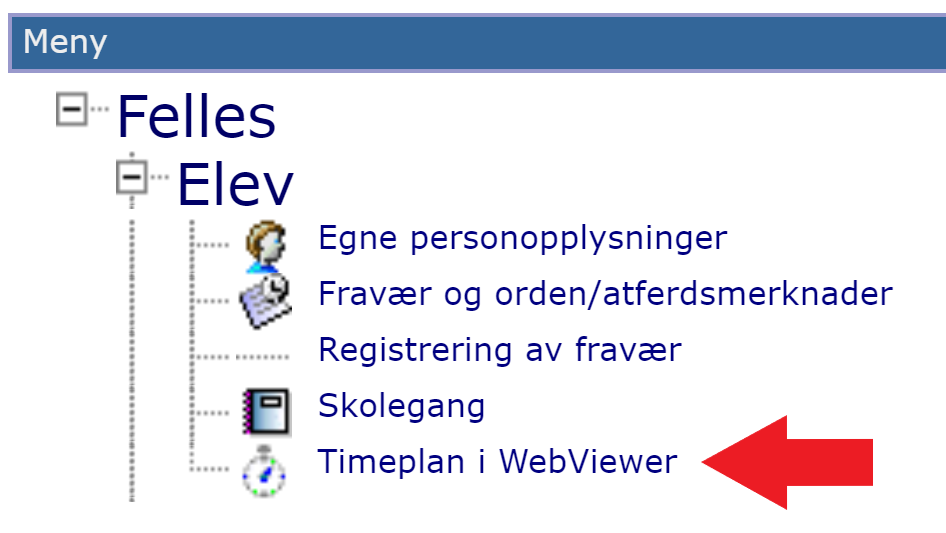 Meny
Felles
Elev
Egne personopplysninger
Fravær og orden/atferdsmerknader
Registrering av fravær
Skolegang
Timeplan i WebViewer